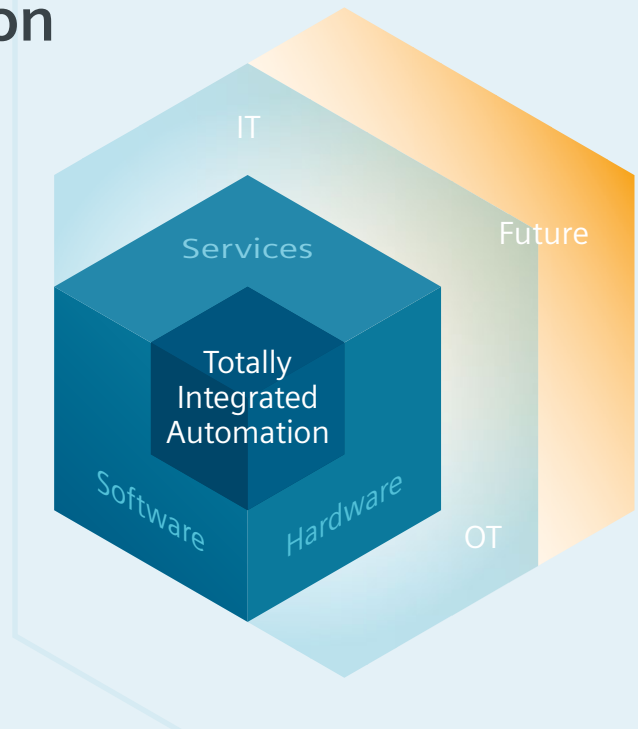 on
IT
Future
Services
Totally
Integrated
Automation
Software
Hardware
OT